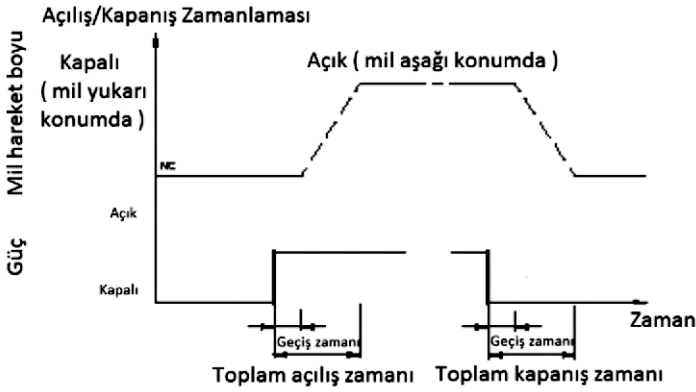 Açılış/Kapanış Zamanlaması
Mil hareket boyu
Kapalı
( mil yukarı
konumda )
Açık ( mil aşağı konumda )
NC
Açık
Güç
Kapalı
Zaman
Geçiş zamanı
Geçiş zamanı
Toplam açılış zamanı
Toplam kapanış zamanı